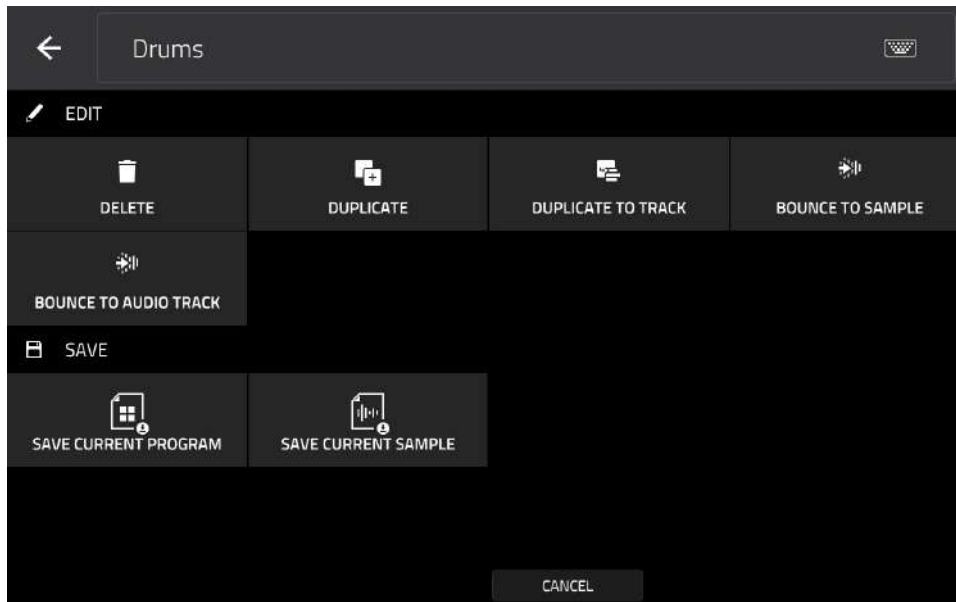 Drums
EDIT
DELETE
DUPLICATE
DUPLICATE TO TRACK
BOUNCE TO SAMPLE
BOUNCE TO AUDIO TRACK
SAVE
SAVE CURRENT PROGRAM
SAVE CURRENT SAMPLE
CANCEL